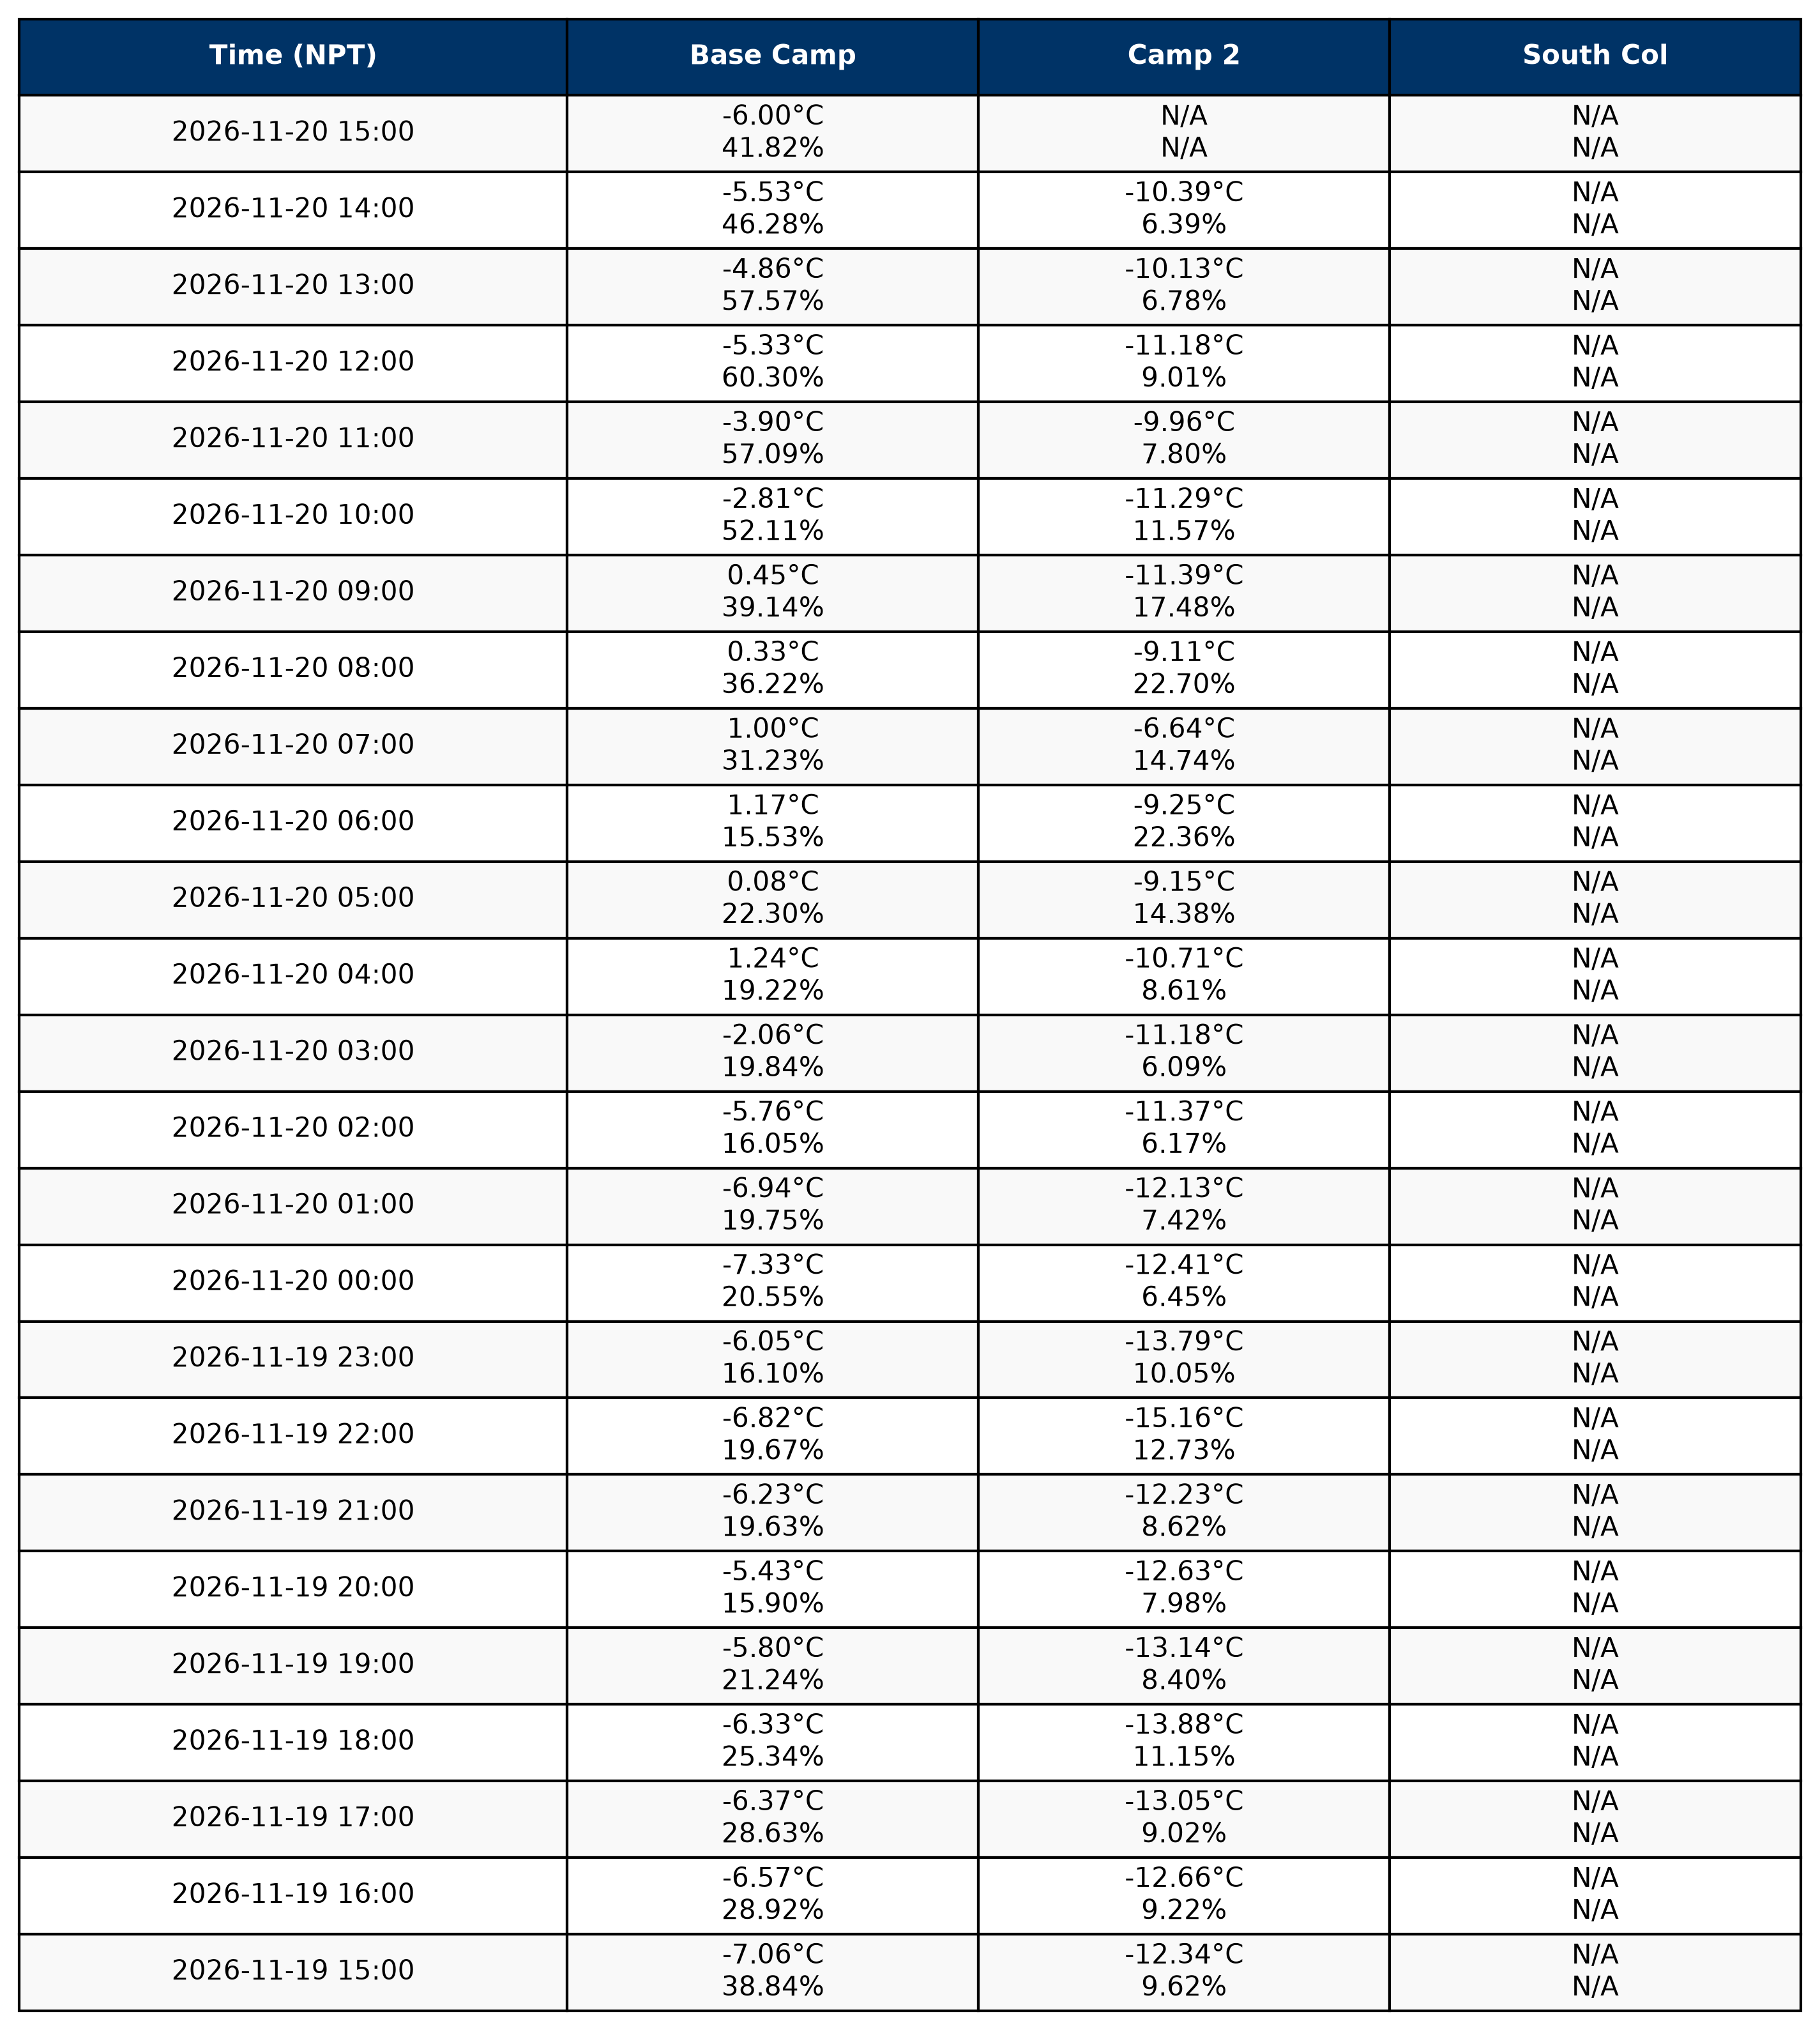 Time (NPT) Base Camp Camp 2 South Col
2026-11-20 15:00 -6.00°C N/A N/A
41.82% N/A N/A
2026-11-20 14:00 -5.53°C -10.39°C N/A
46.28% 6.39% N/A
2026-11-20 13:00 -4.86°C -10.13°C N/A
57.57% 6.78% N/A
2026-11-20 12:00 -5.33°C -11.18°C N/A
60.30% 9.01% N/A
2026-11-20 11:00 -3.90°C -9.96°C N/A
57.09% 7.80% N/A
2026-11-20 10:00 -2.81°C -11.29°C N/A
52.11% 11.57% N/A
2026-11-20 09:00 0.45°C -11.39°C N/A
39.14% 17.48% N/A
2026-11-20 08:00 0.33°C -9.11°C N/A
36.22% 22.70% N/A
2026-11-20 07:00 1.00°C -6.64°C N/A
31.23% 14.74% N/A
2026-11-20 06:00 1.17°C -9.25°C N/A
15.53% 22.36% N/A
2026-11-20 05:00 0.08°C -9.15°C N/A
22.30% 14.38% N/A
2026-11-20 04:00 1.24°C -10.71°C N/A
19.22% 8.61% N/A
2026-11-20 03:00 -2.06°C -11.18°C N/A
19.84% 6.09% N/A
2026-11-20 02:00 -5.76°C -11.37°C N/A
16.05% 6.17% N/A
2026-11-20 01:00 -6.94°C -12.13°C N/A
19.75% 7.42% N/A
2026-11-20 00:00 -7.33°C -12.41°C N/A
20.55% 6.45% N/A
2026-11-19 23:00 -6.05°C -13.79°C N/A
16.10% 10.05% N/A
2026-11-19 22:00 -6.82°C -15.16°C N/A
19.67% 12.73% N/A
2026-11-19 21:00 -6.23°C -12.23°C N/A
19.63% 8.62% N/A
2026-11-19 20:00 -5.43°C -12.63°C N/A
15.90% 7.98% N/A
2026-11-19 19:00 -5.80°C -13.14°C N/A
21.24% 8.40% N/A
2026-11-19 18:00 -6.33°C -13.88°C N/A
25.34% 11.15% N/A
2026-11-19 17:00 -6.37°C -13.05°C N/A
28.63% 9.02% N/A
2026-11-19 16:00 -6.57°C -12.66°C N/A
28.92% 9.22% N/A
2026-11-19 15:00 -7.06°C -12.34°C N/A
38.84% 9.62% N/A